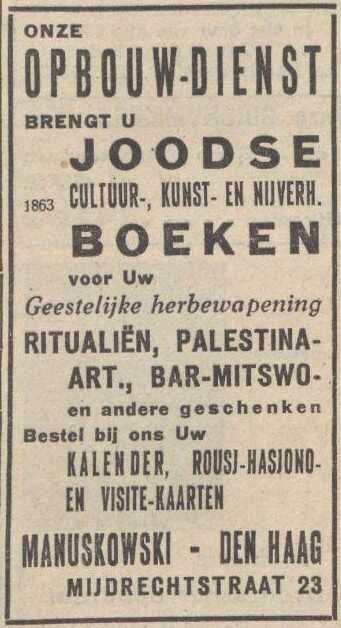 ONZE
OPBOUW-DIENST
BRENGT U
JOODSE
1863 CULTUUR-, KUNST- EN NIJVERH.
BOEKEN
voor Uw
Geestelijke herbewapening
RITUALIËN, PALESTINA-
ART., BAR-MITSWO-
en andere geschenken
Bestel bij ons Uw
KALENDER, ROUSJ-HASJONO-
EN VISITE-KAARTEN
MANUSKOWSKI - DEN HAAG
MIJDRECHTSTRAAT 23